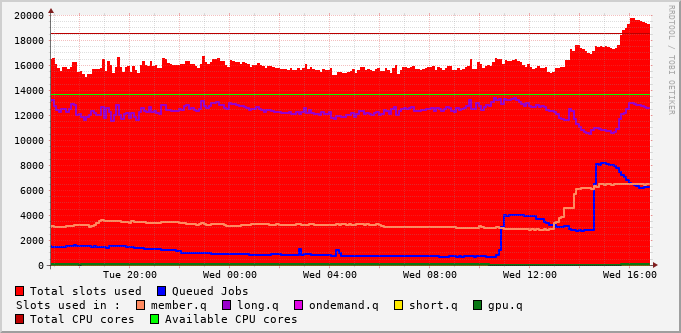 20000
18000
16000
14000
12000
10000
8000
6000
4000
2000
0
Tue 20:00 Wed 00:00 Wed 04:00 Wed 08:00 Wed 12:00 Wed 16:00
RRDTOOL / TOBI OETIKER
Total slots used Queued Jobs
Slots used in : member.q long.q ondemand.q short.q gpu.q
Total CPU cores Available CPU cores